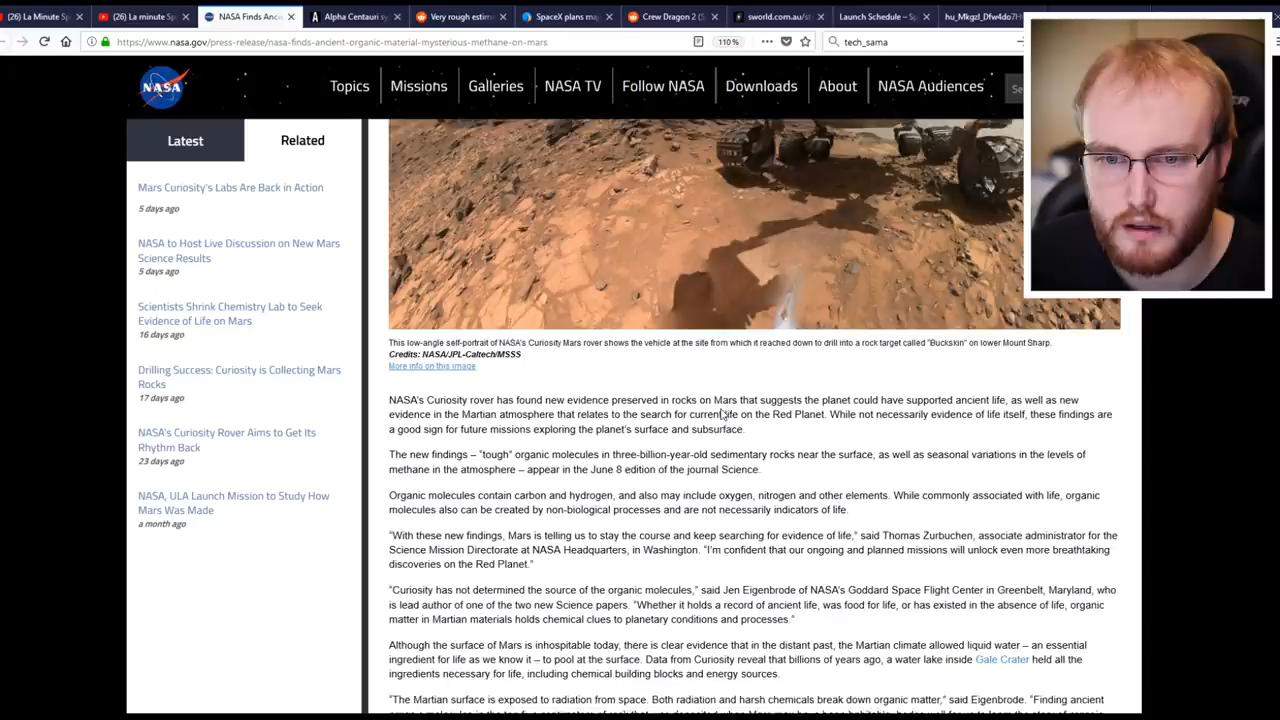 (26) La Minute Sp
(26) La minute Sp
NASA Finds Anci
Alpha Centauri sy
Very rough estim
SpaceX plans ma
Crew Dragon 2 (S
sworld.com.au/st
Launch Schedule – Sp
https://www.nasa.gov/press-release/nasa-finds-ancient-organic-material-mysterious-methane-on-mars
110%
tech_sama
NASA
Topics
Missions
Galleries
NASA TV
Follow NASA
Downloads
About
NASA Audiences
Latest
Related
Mars Curiosity's Labs Are Back in Action
5 days ago
NASA to Host Live Discussion on New Mars
Science Results
5 days ago
Scientists Shrink Chemistry Lab to Seek
Evidence of Life on Mars
16 days ago
Drilling Success: Curiosity is Collecting Mars
Rocks
17 days ago
NASA's Curiosity Rover Aims to Get Its
Rhythm Back
23 days ago
NASA, ULA Launch Mission to Study How
Mars Was Made
a month ago
This low-angle self-portrait of NASA's Curiosity Mars rover shows the vehicle at the site from which it reached down to drill into a rock target called "Buckskin" on lower Mount Sharp.
Credits: NASA/JPL-Caltech/MSSS
More info on this image
NASA's Curiosity rover has found new evidence preserved in rocks on Mars that suggests the planet could have supported ancient life, as well as new
evidence in the Martian atmosphere that relates to the search for current life on the Red Planet. While not necessarily evidence of life itself, these findings are
a good sign for future missions exploring the planet's surface and subsurface.
The new findings – "tough" organic molecules in three-billion-year-old sedimentary rocks near the surface, as well as seasonal variations in the levels of
methane in the atmosphere – appear in the June 8 edition of the journal Science.
Organic molecules contain carbon and hydrogen, and also may include oxygen, nitrogen and other elements. While commonly associated with life, organic
molecules also can be created by non-biological processes and are not necessarily indicators of life.
"With these new findings, Mars is telling us to stay the course and keep searching for evidence of life," said Thomas Zurbuchen, associate administrator for the
Science Mission Directorate at NASA Headquarters, in Washington. "I'm confident that our ongoing and planned missions will unlock even more breathtaking
discoveries on the Red Planet."
"Curiosity has not determined the source of the organic molecules," said Jen Eigenbrode of NASA's Goddard Space Flight Center in Greenbelt, Maryland, who
is lead author of one of the two new Science papers. "Whether it holds a record of ancient life, was food for life, or has existed in the absence of life, organic
matter in Martian materials holds chemical clues to planetary conditions and processes."
Although the surface of Mars is inhospitable today, there is clear evidence that in the distant past, the Martian climate allowed liquid water – an essential
ingredient for life as we know it – to pool at the surface. Data from Curiosity reveal that billions of years ago, a water lake inside Gale Crater held all the
ingredients necessary for life, including chemical building blocks and energy sources.
"The Martian surface is exposed to radiation from space. Both radiation and harsh chemicals break down organic matter," said Eigenbrode. "Finding ancient